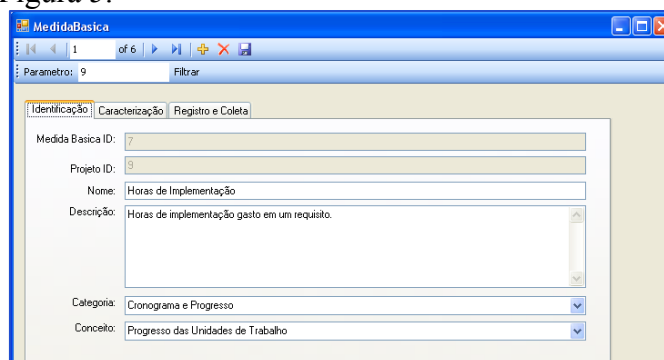 Figura 3:
MedidaBasica
1 of 6
Parametro: 9 Filtrar
Identificação Caracterização Registro e Coleta
Medida Basica ID: 7
Projeto ID: 9
Nome: Horas de Implementação
Descrição: Horas de implementação gasto em um requisito.
Categoria: Cronograma e Progresso
Conceito: Progresso das Unidades de Trabalho